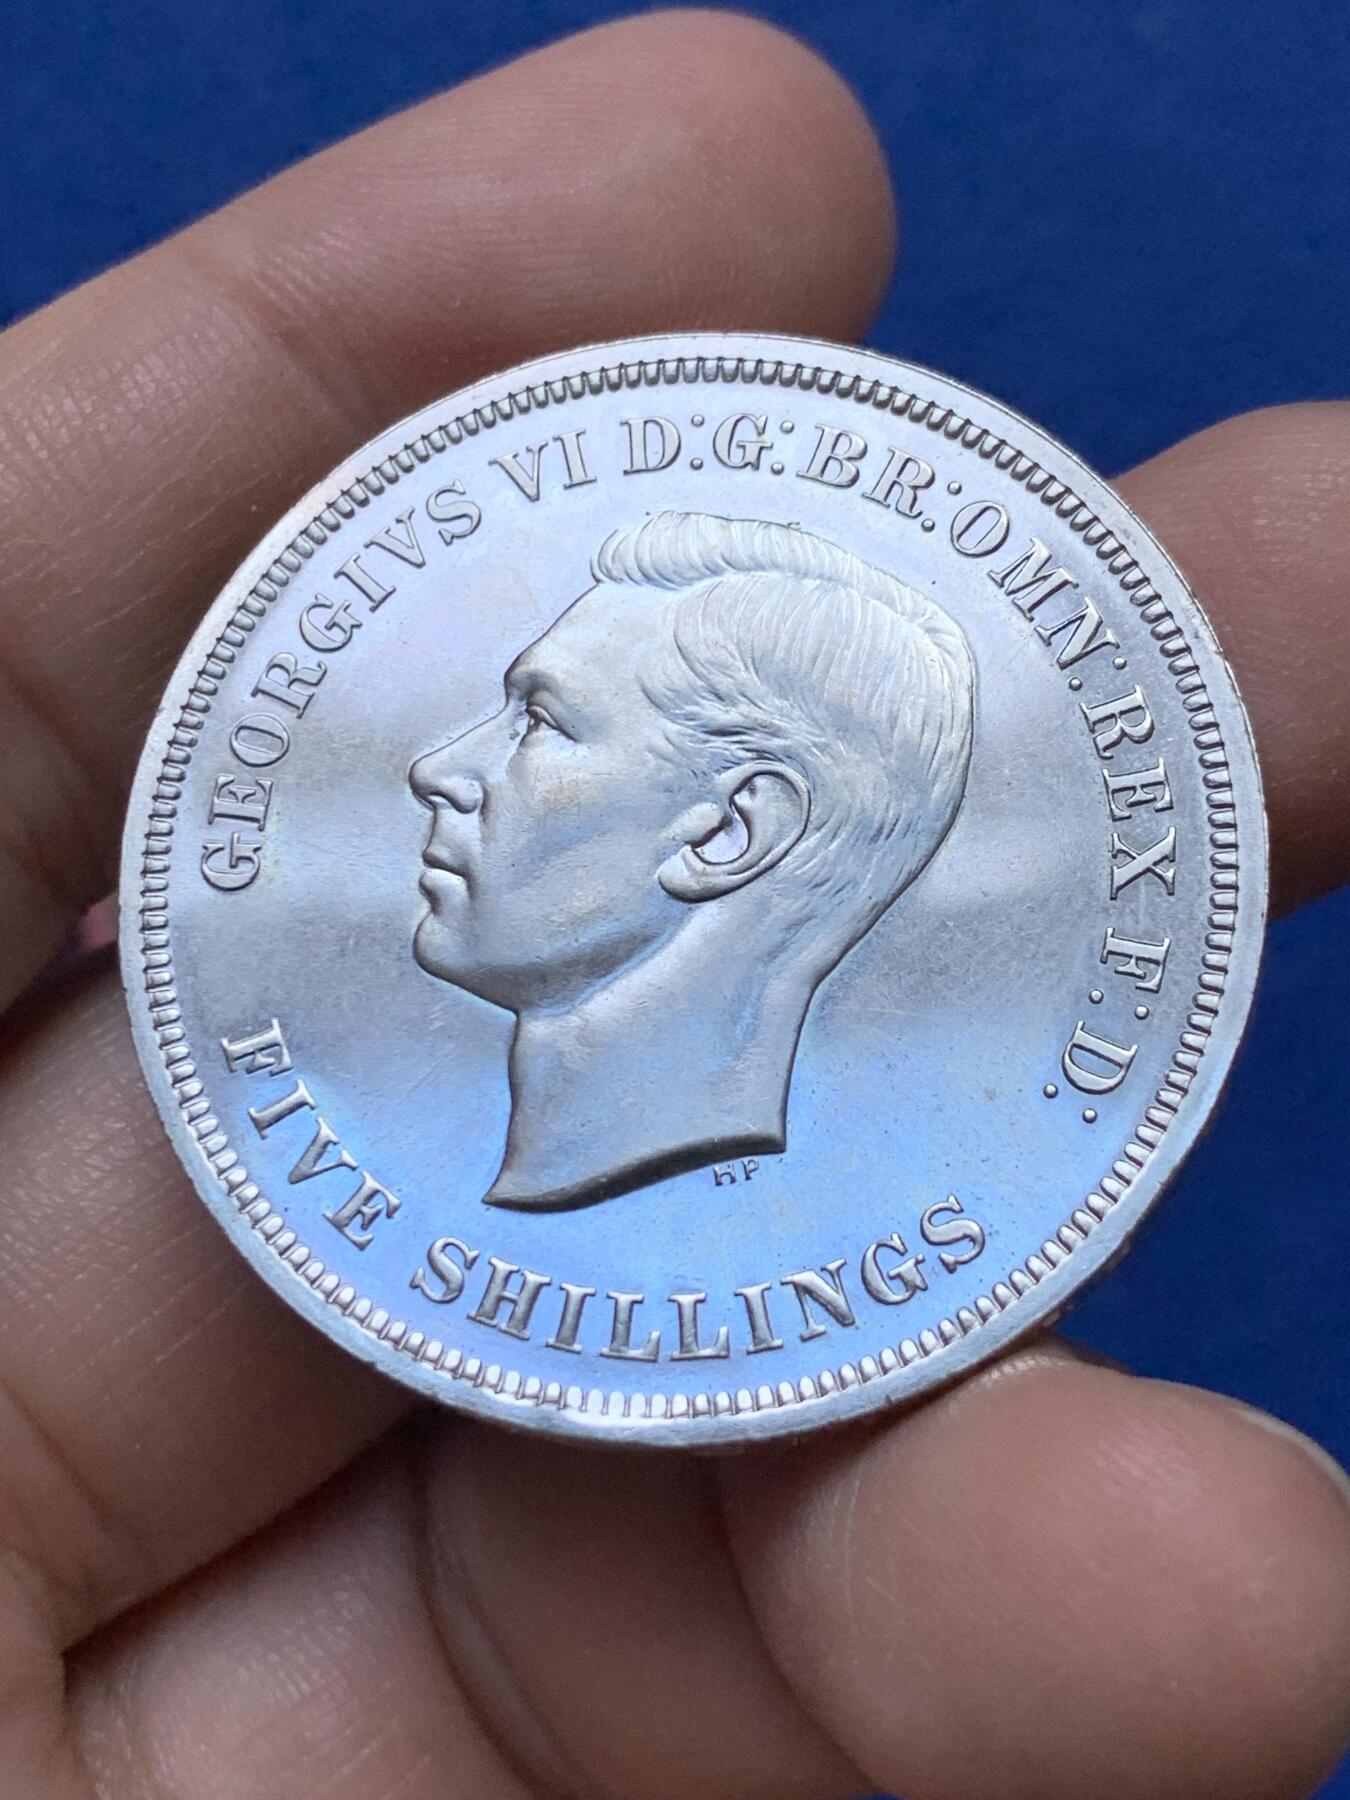 GEORGIVS VI D:G:BR:OMN:REX F:D:
FIVE SHILLINGS
HP